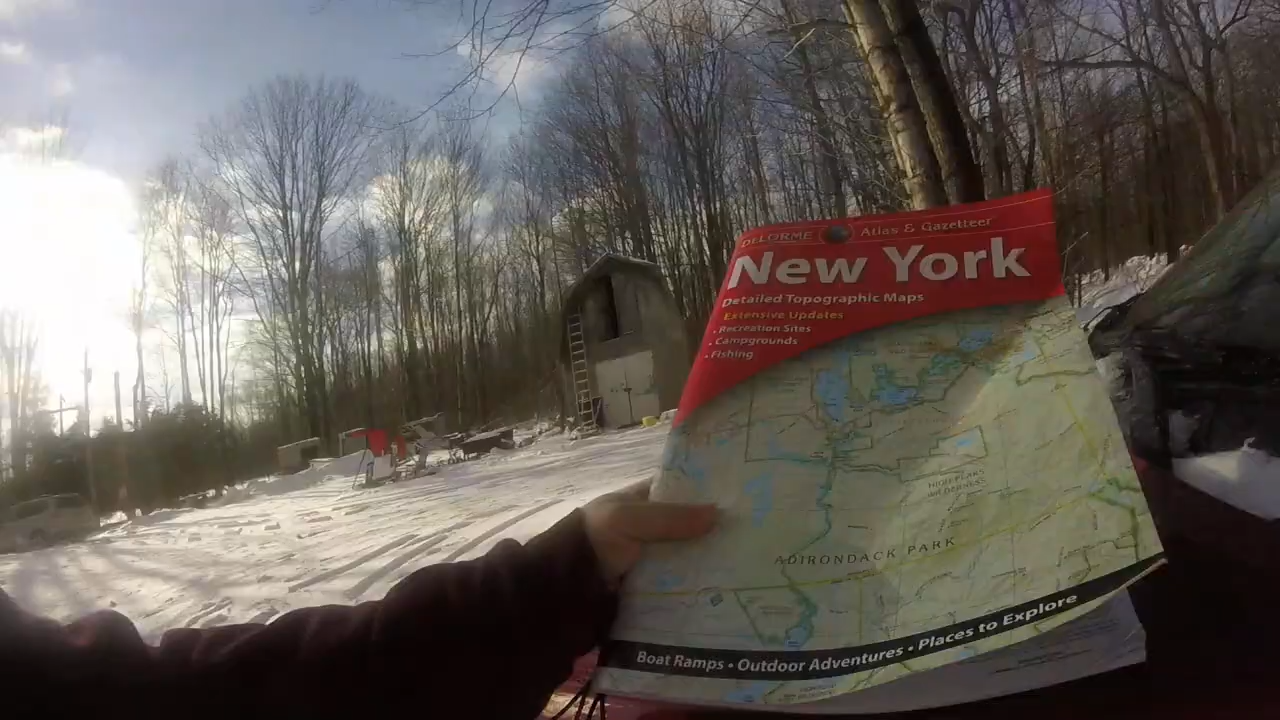 DELORME Atlas & Gazetteer
New York
Detailed Topographic Maps
Extensive Updates
• Recreation Sites
• Campgrounds
• Fishing
HIGH PEAKS
WILDERNESS
ADIRONDACK PARK
Boat Ramps • Outdoor Adventures • Places to Explore